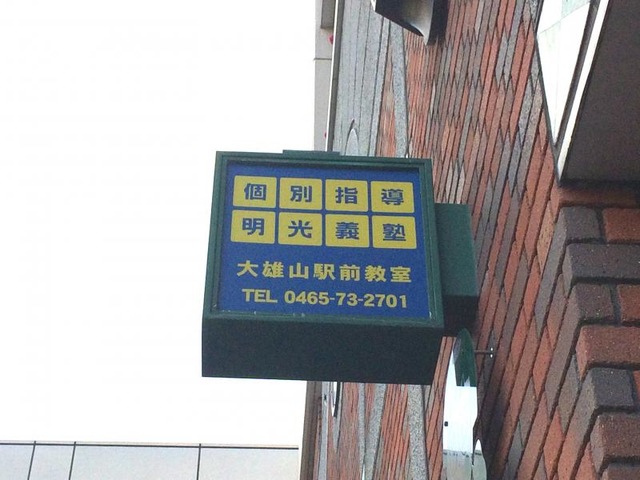 個別指導
明光義塾
大雄山駅前教室
TEL 0465-73-2701